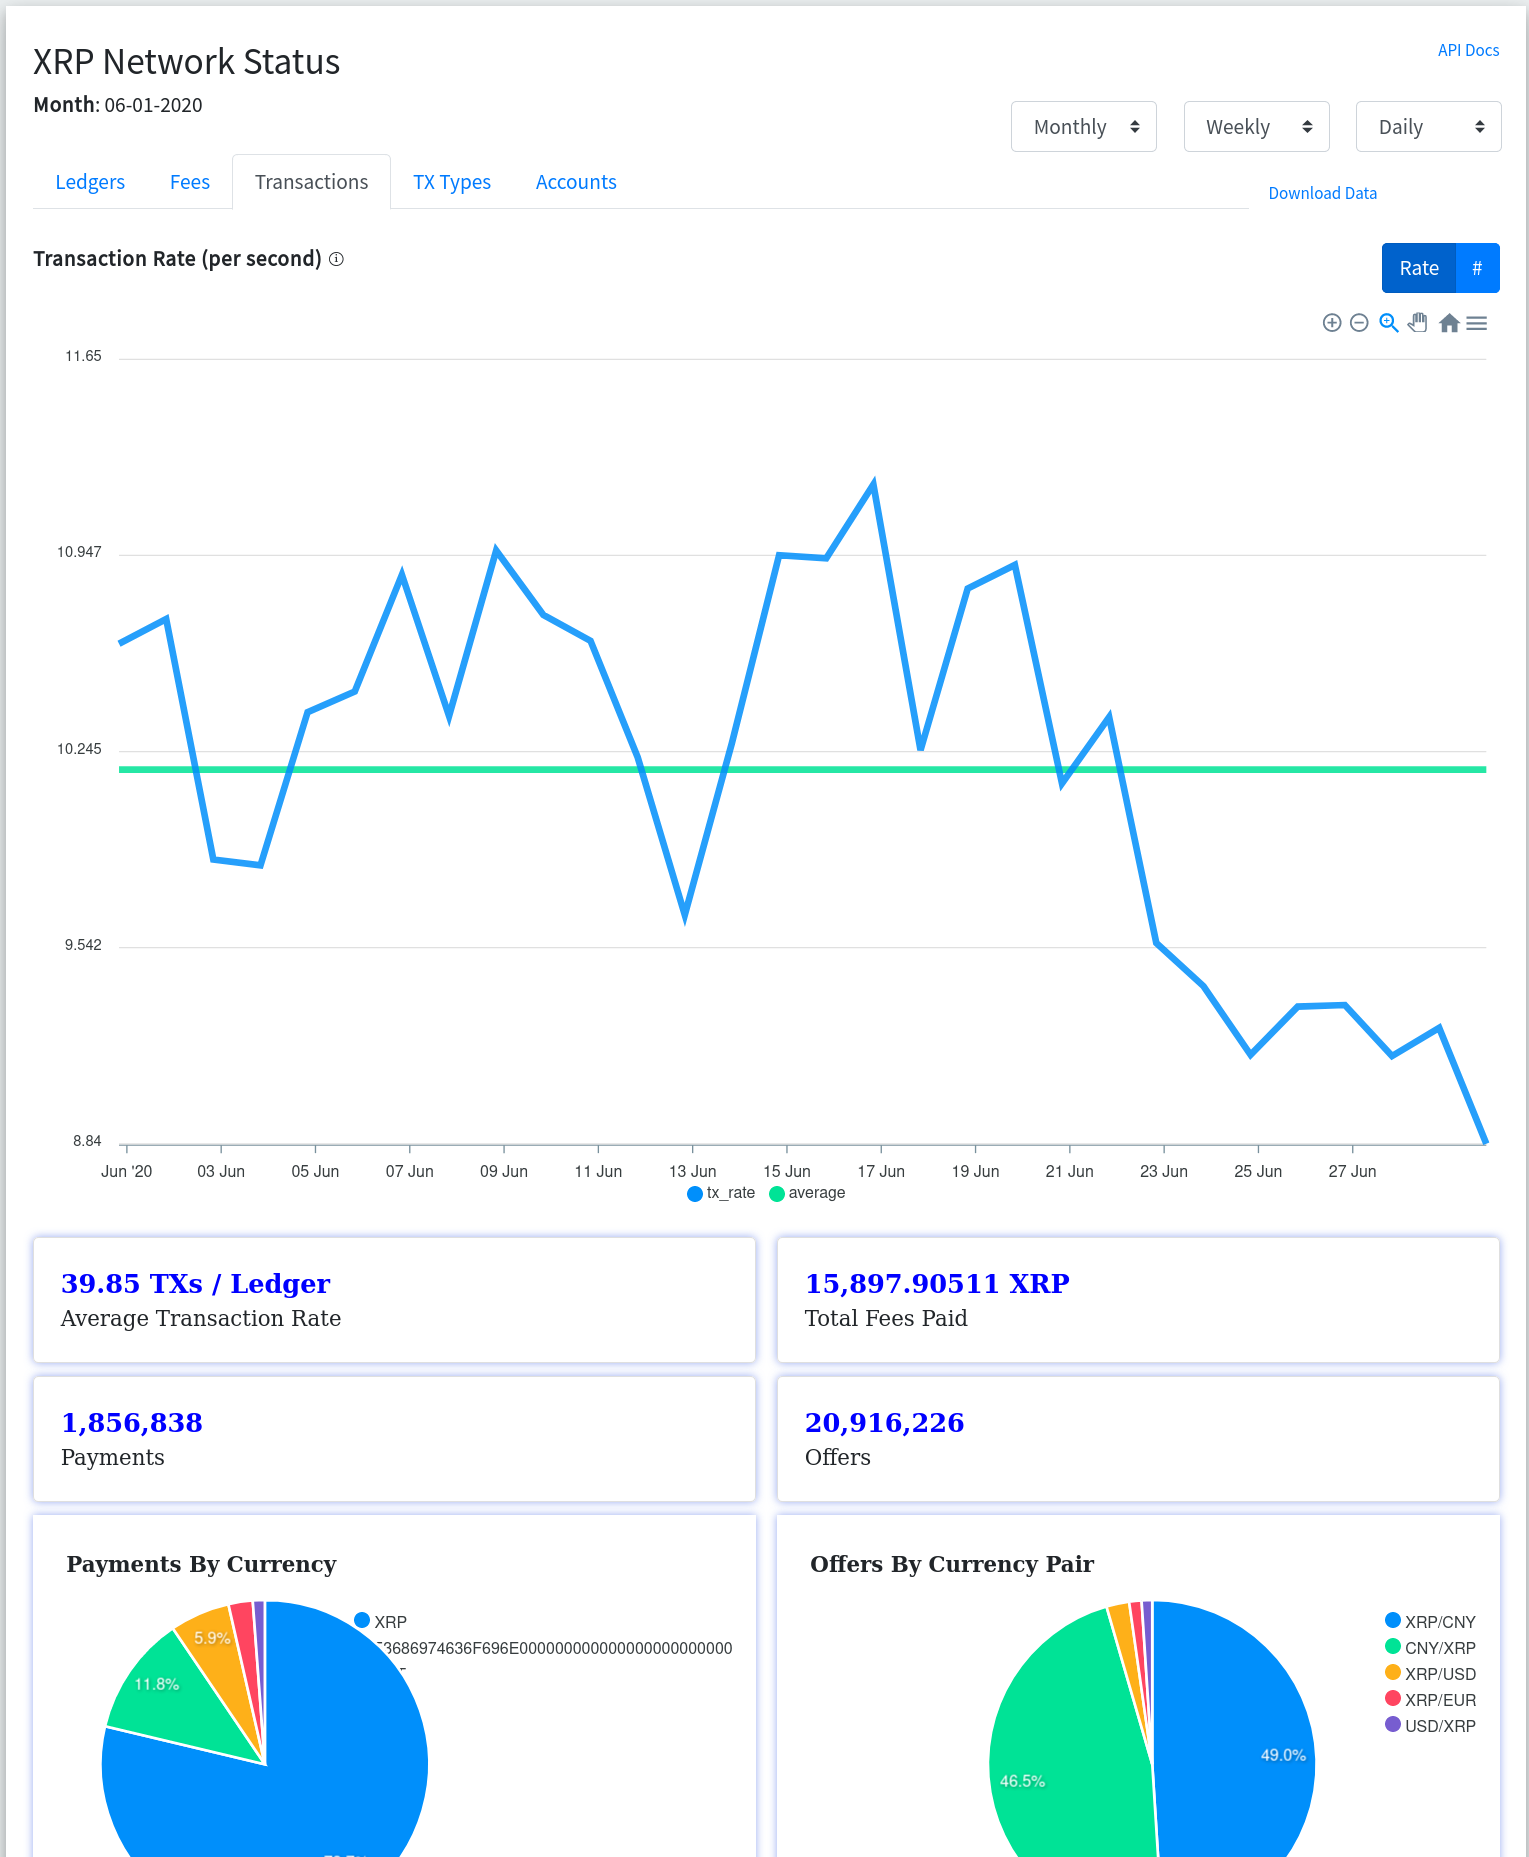 XRP Network Status
API Docs
Month: 06-01-2020
Monthly
Weekly
Daily
Ledgers
Fees
Transactions
TX Types
Accounts
Download Data
Transaction Rate (per second)
Rate
#
11.65
10.947
10.245
9.542
8.84
Jun '20
03 Jun
05 Jun
07 Jun
09 Jun
11 Jun
13 Jun
15 Jun
17 Jun
19 Jun
21 Jun
23 Jun
25 Jun
27 Jun
tx_rate
average
39.85 TXs / Ledger
Average Transaction Rate
15,897.90511 XRP
Total Fees Paid
1,856,838
Payments
20,916,226
Offers
Payments By Currency
XRP
5.9%
11.8%
Offers By Currency Pair
XRP/CNY
CNY/XRP
XRP/USD
XRP/EUR
USD/XRP
49.0%
46.5%